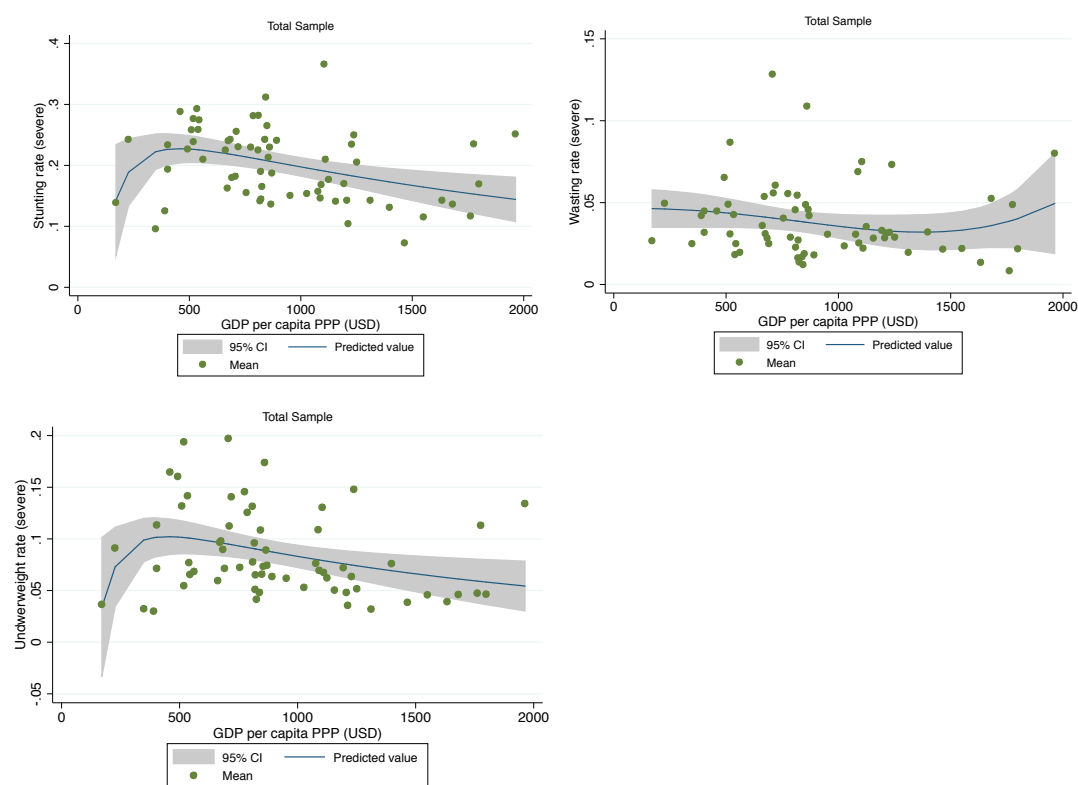 Total Sample
Stunting rate (severe)
.4
.3
.2
.1
0
0 500 1000 1500 2000
GDP per capita PPP (USD)
95% CI Predicted value
Mean
Total Sample
Wasting rate (severe)
.15
.1
.05
0
0 500 1000 1500 2000
GDP per capita PPP (USD)
95% CI Predicted value
Mean
Total Sample
Undwerweight rate (severe)
.2
.15
.1
.05
0
-.05
0 500 1000 1500 2000
GDP per capita PPP (USD)
95% CI Predicted value
Mean